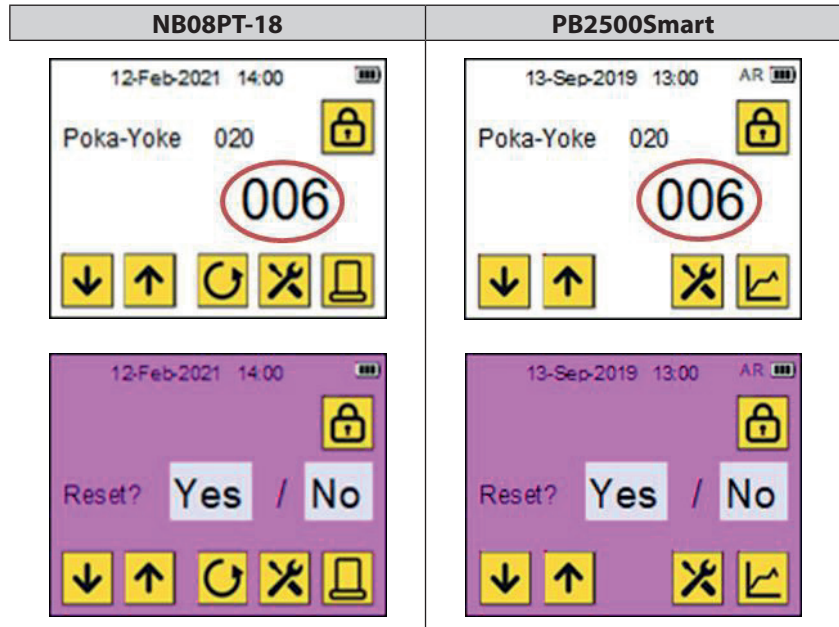 NB08PT-18
PB2500Smart
12-Feb-2021 14:00
Poka-Yoke 020
006
13-Sep-2019 13:00 AR
Poka-Yoke 020
006
12-Feb-2021 14:00
Reset? Yes / No
13-Sep-2019 13:00 AR
Reset? Yes / No